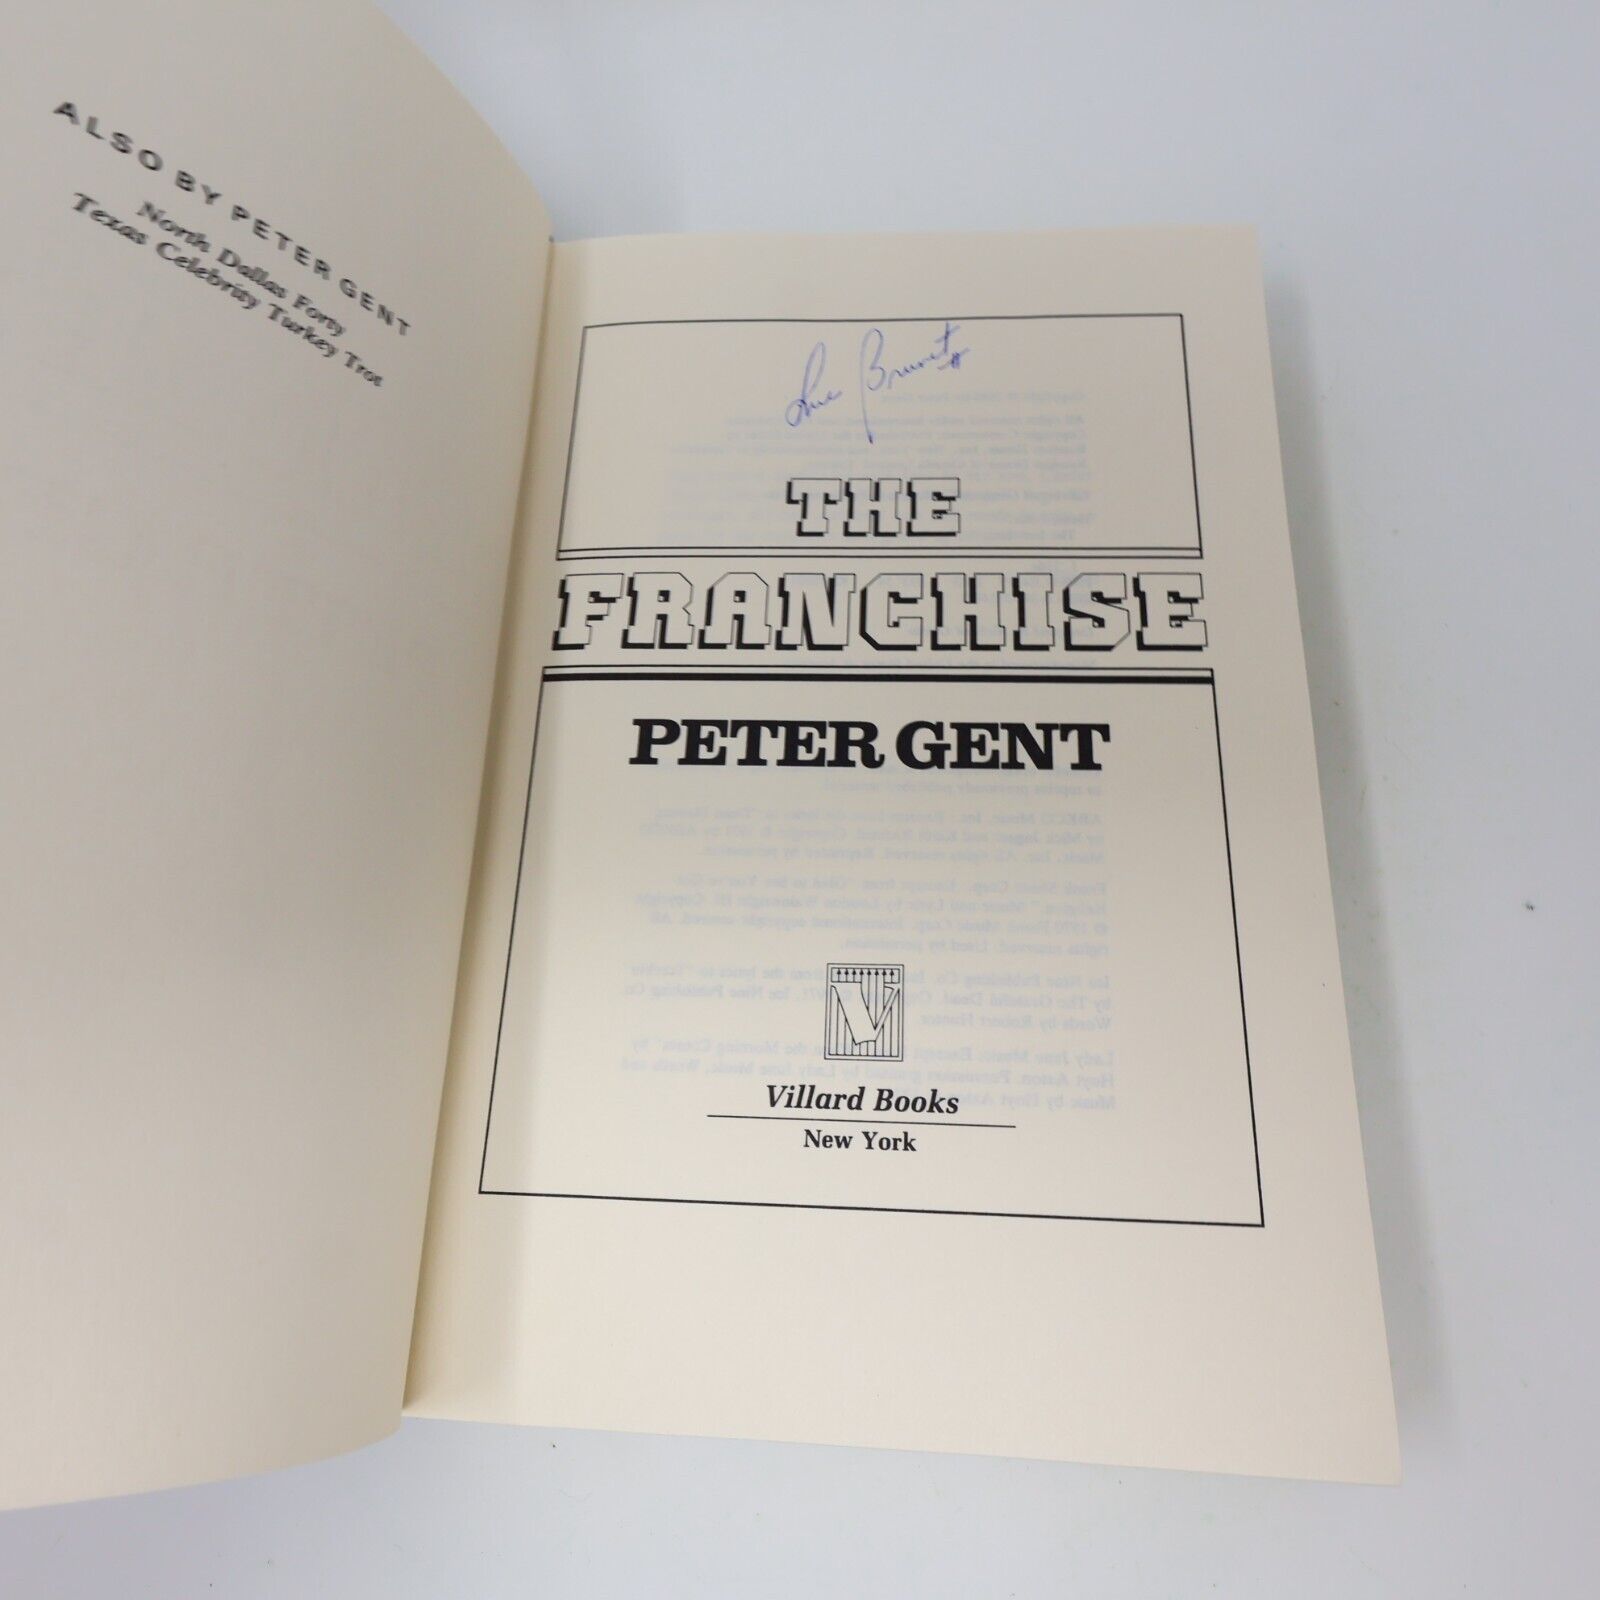 ALSO BY PETER GENT
North Dallas Forty
Texas Celebrity Turkey Trot
THE
FRANCHISE
PETER GENT
V
Villard Books
New York